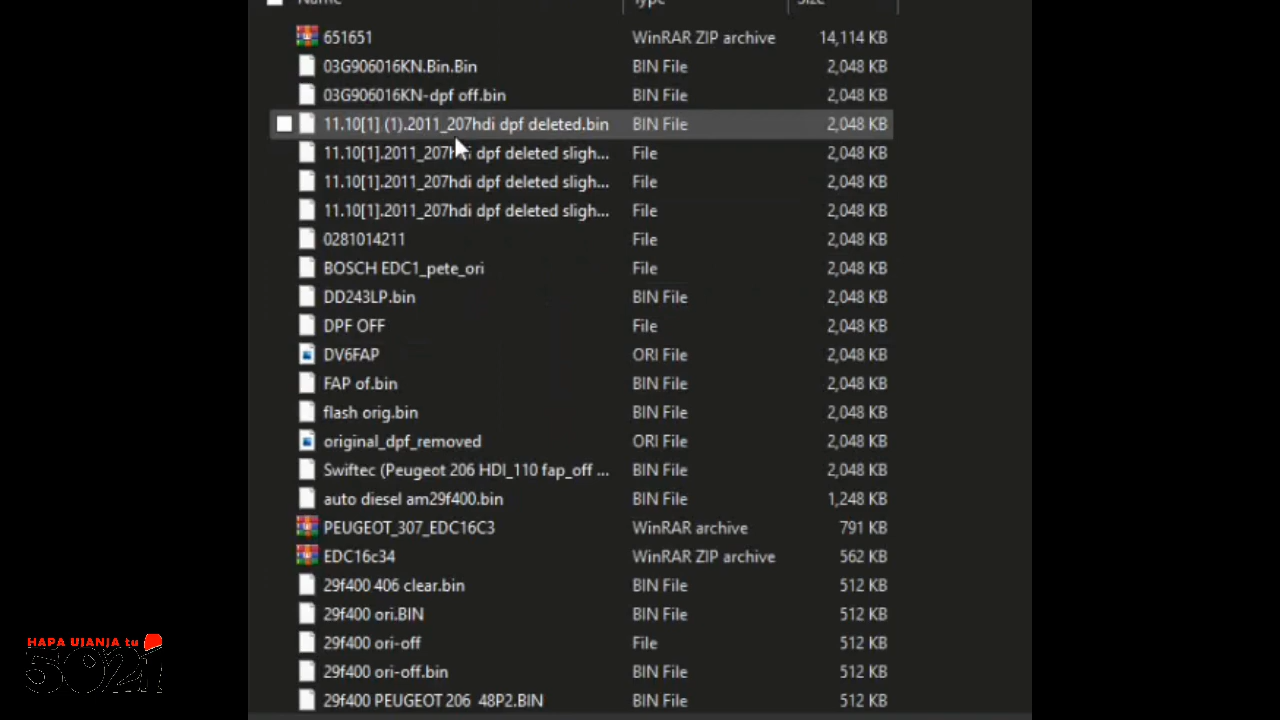 Name Type Size
651651 WinRAR ZIP archive 14,114 KB
03G906016KN.Bin.Bin BIN File 2,048 KB
03G906016KN-dpf off.bin BIN File 2,048 KB
11.10[1] (1).2011_207hdi dpf deleted.bin BIN File 2,048 KB
11.10[1].2011_207hdi dpf deleted sligh... File 2,048 KB
11.10[1].2011_207hdi dpf deleted sligh... File 2,048 KB
11.10[1].2011_207hdi dpf deleted sligh... File 2,048 KB
0281014211 File 2,048 KB
BOSCH EDC1_pete_ori File 2,048 KB
DD243LP.bin BIN File 2,048 KB
DPF OFF File 2,048 KB
DV6FAP ORI File 2,048 KB
FAP of.bin BIN File 2,048 KB
flash orig.bin BIN File 2,048 KB
original_dpf_removed ORI File 2,048 KB
Swiftec (Peugeot 206 HDI_110 fap_off ... BIN File 2,048 KB
auto diesel am29f400.bin BIN File 1,248 KB
PEUGEOT_307_EDC16C3 WinRAR archive 791 KB
EDC16c34 WinRAR ZIP archive 562 KB
29f400 406 clear.bin BIN File 512 KB
29f400 ori.BIN BIN File 512 KB
29f400 ori-off File 512 KB
29f400 ori-off.bin BIN File 512 KB
29f400 PEUGEOT 206 48P2.BIN BIN File 512 KB
HAPA UJANJA tu